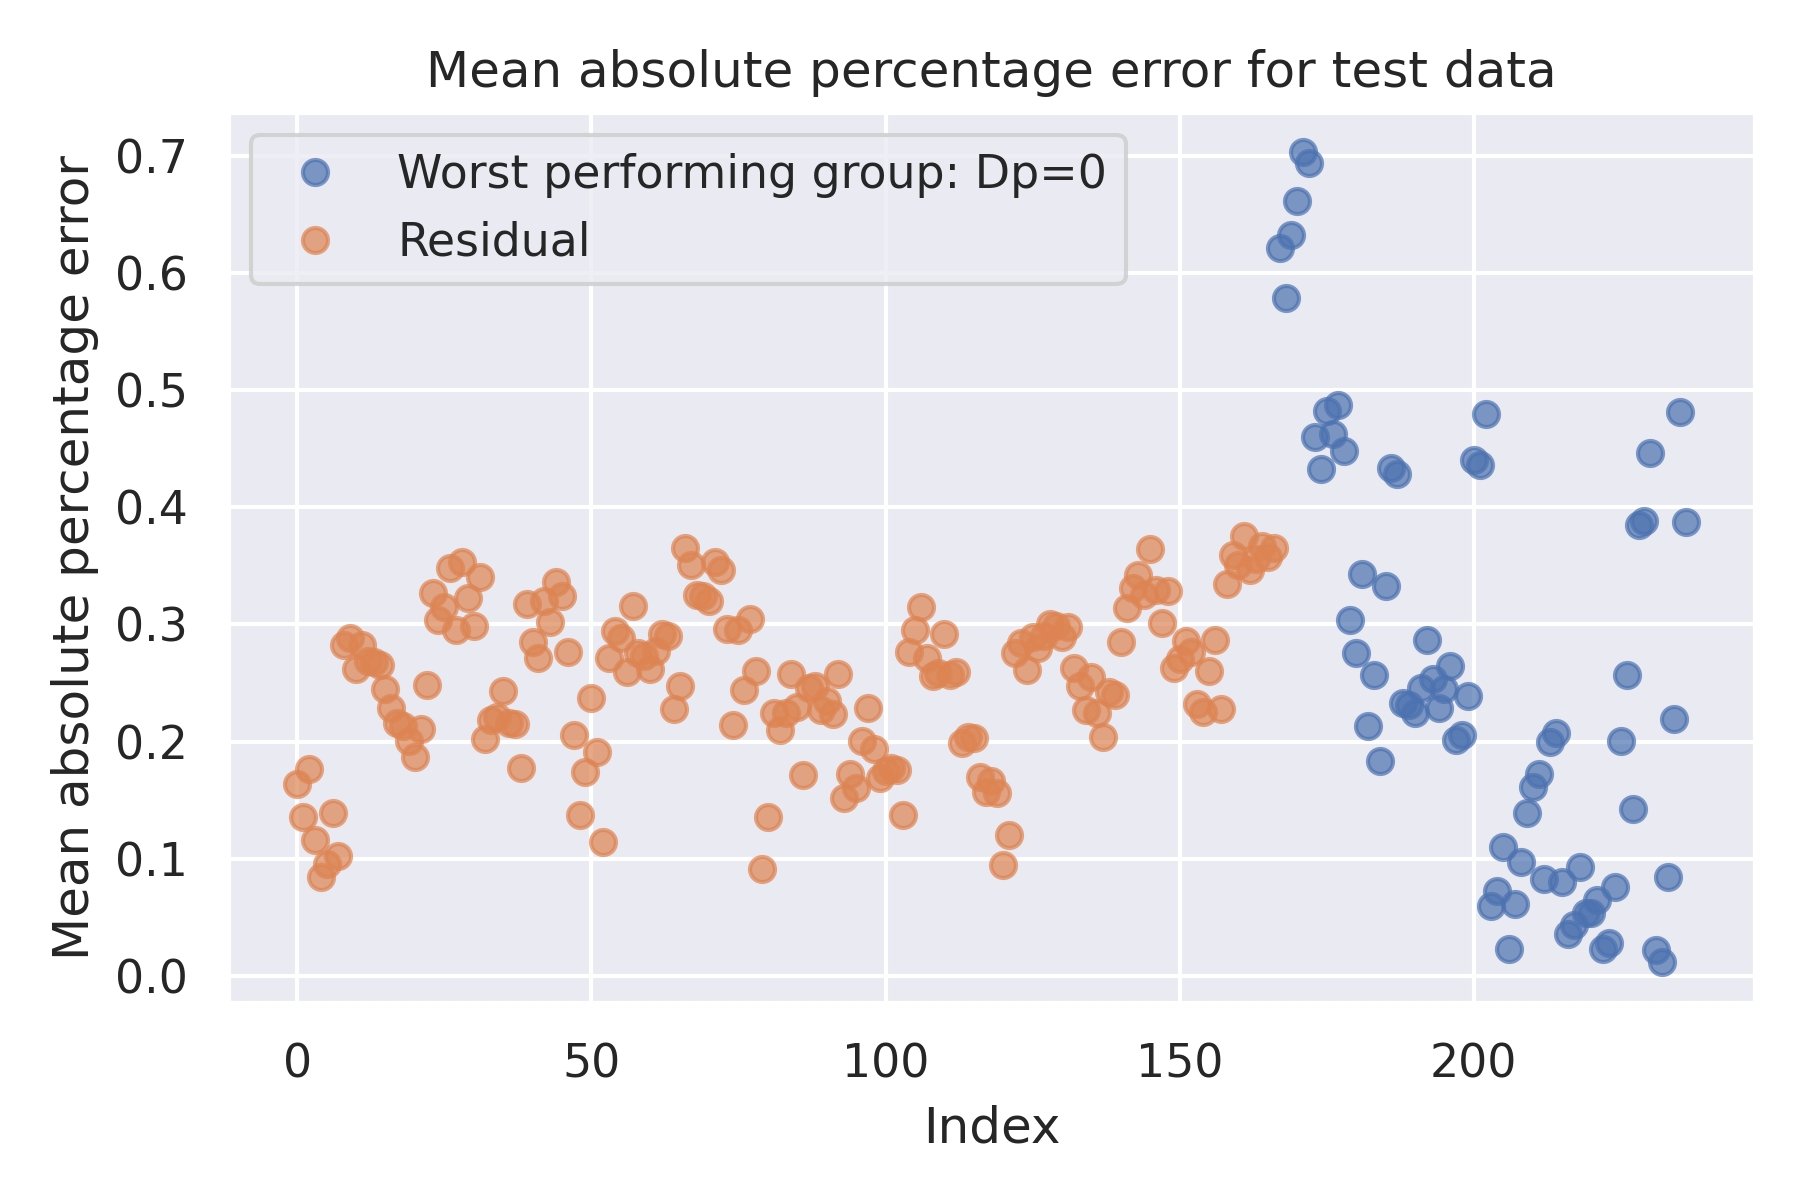 Mean absolute percentage error for test data
Worst performing group: Dp=0
Residual
Mean absolute percentage error
0.7
0.6
0.5
0.4
0.3
0.2
0.1
0.0
0 50 100 150 200
Index